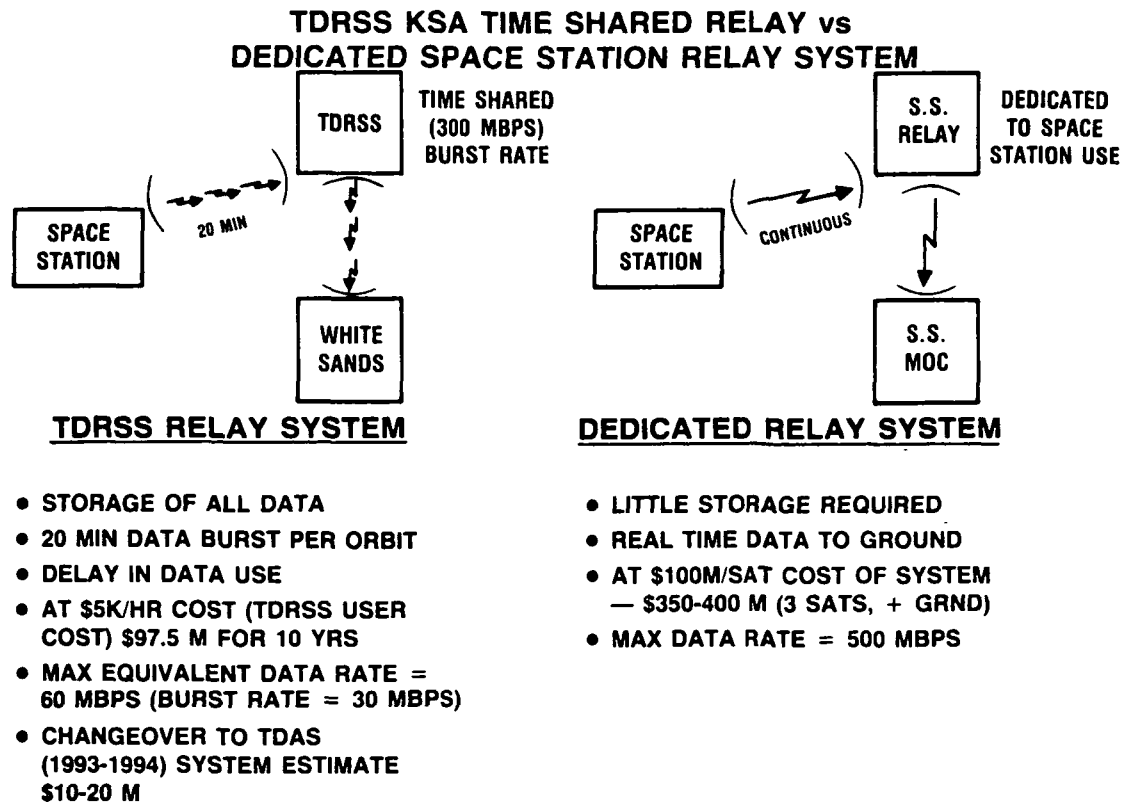 TDRSS KSA TIME SHARED RELAY vs
DEDICATED SPACE STATION RELAY SYSTEM
TDRSS
TIME SHARED
(300 MBPS)
BURST RATE
20 MIN
SPACE
STATION
WHITE
SANDS
TDRSS RELAY SYSTEM
• STORAGE OF ALL DATA
• 20 MIN DATA BURST PER ORBIT
• DELAY IN DATA USE
• AT $5K/HR COST (TDRSS USER
COST) $97.5 M FOR 10 YRS
• MAX EQUIVALENT DATA RATE =
60 MBPS (BURST RATE = 30 MBPS)
• CHANGEOVER TO TDAS
(1993-1994) SYSTEM ESTIMATE
$10-20 M
S.S.
RELAY
DEDICATED
TO SPACE
STATION USE
CONTINUOUS
SPACE
STATION
S.S.
MOC
DEDICATED RELAY SYSTEM
• LITTLE STORAGE REQUIRED
• REAL TIME DATA TO GROUND
• AT $100M/SAT COST OF SYSTEM
— $350-400 M (3 SATS, + GRND)
• MAX DATA RATE = 500 MBPS